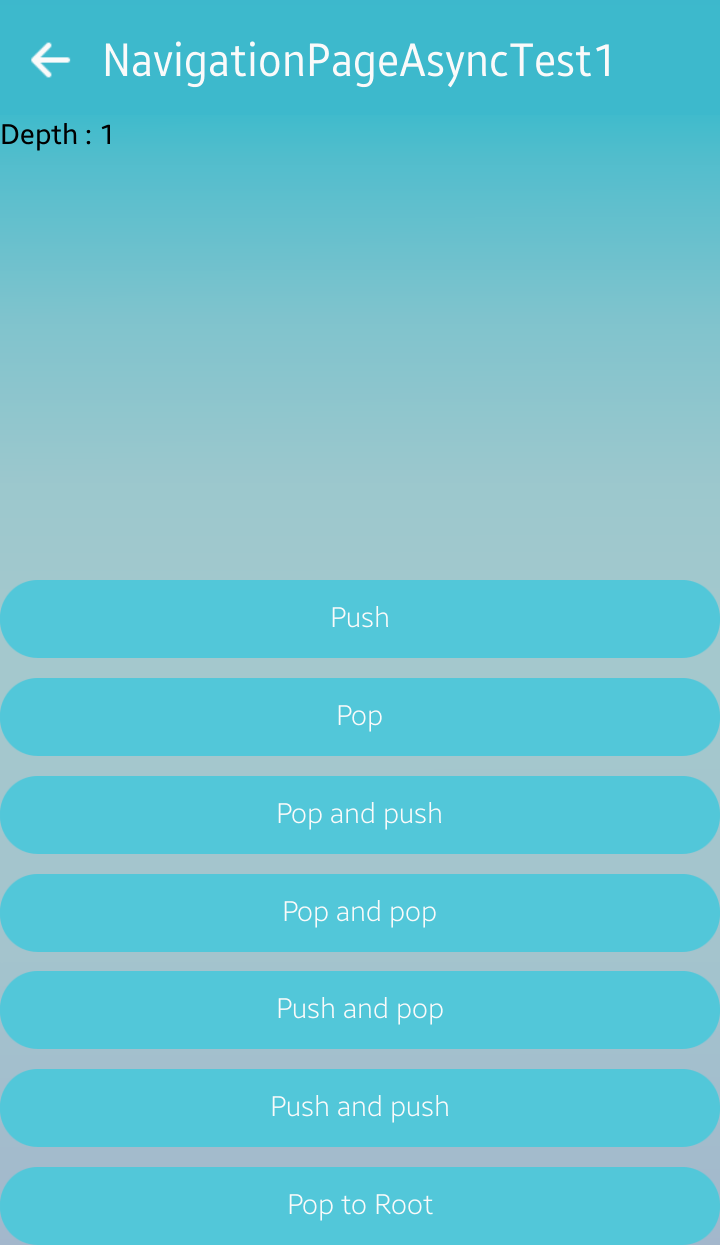 NavigationPageAsyncTest1
Depth : 1
Push
Pop
Pop and push
Pop and pop
Push and pop
Push and push
Pop to Root